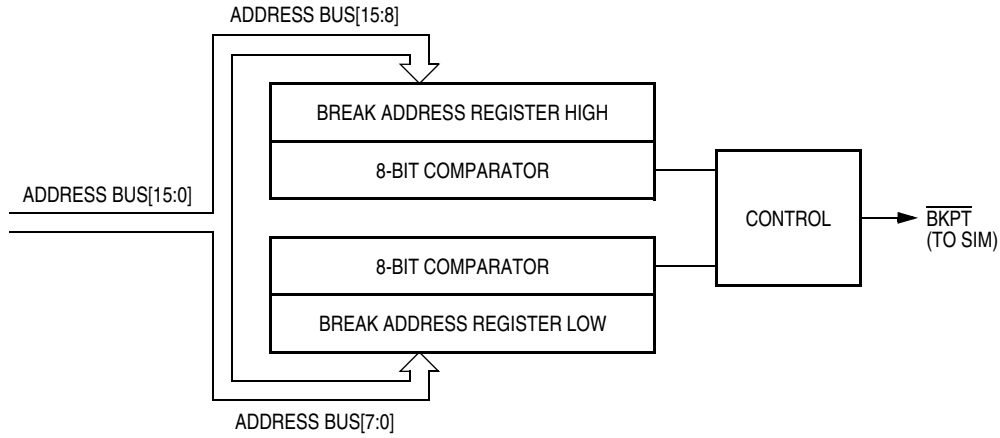 ADDRESS BUS[15:8]
BREAK ADDRESS REGISTER HIGH
8-BIT COMPARATOR
ADDRESS BUS[15:0]
CONTROL
BKPT
(TO SIM)
8-BIT COMPARATOR
BREAK ADDRESS REGISTER LOW
ADDRESS BUS[7:0]